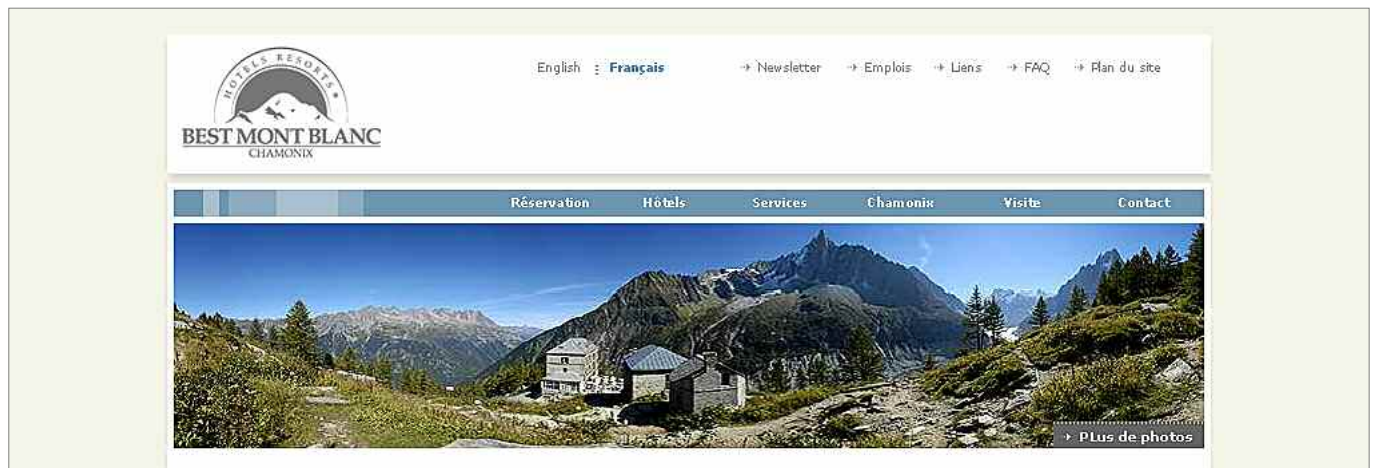 HOTELS RESORTS
BEST MONT BLANC
CHAMONIX
English : Français → Newsletter → Emplois → Liens → FAQ → Plan du site
Réservation Hôtels Services Chamonix Visite Contact
→ PLus de photos